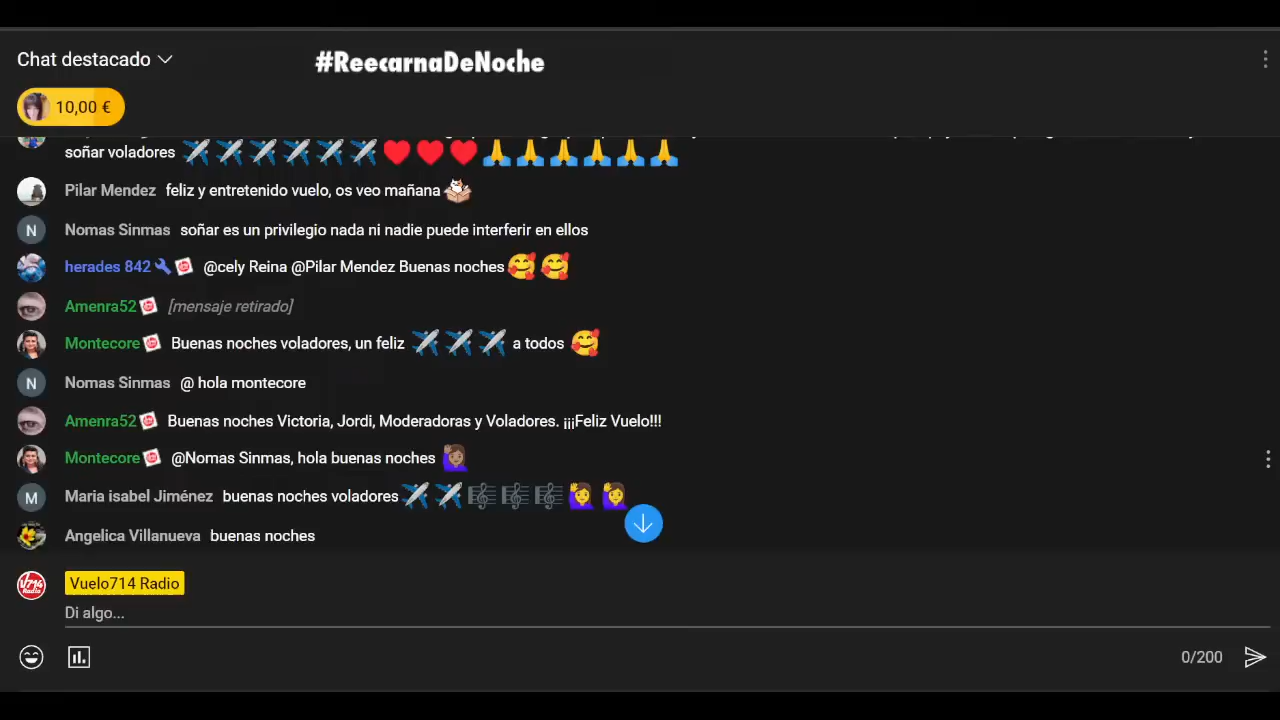 Chat destacado
#ReecarnaDeNoche
10,00 €
soñar voladores ✈️✈️✈️✈️✈️✈️❤️❤️❤️🙏🙏🙏🙏🙏🙏
Pilar Mendez feliz y entretenido vuelo, os veo mañana
N Nomas Sinmas soñar es un privilegio nada ni nadie puede interferir en ellos
herades 842 @cely Reina @Pilar Mendez Buenas noches🥰🥰
Amenra52 [mensaje retirado]
Montecore Buenas noches voladores, un feliz ✈️✈️✈️ a todos 🥰
N Nomas Sinmas @ hola montecore
Amenra52 Buenas noches Victoria, Jordi, Moderadoras y Voladores. ¡¡¡Feliz Vuelo!!!
Montecore @Nomas Sinmas, hola buenas noches 🙋🏽‍♀️
M Maria isabel Jiménez buenas noches voladores✈️✈️🎼🎼🎼🙋‍♀️🙋‍♀️
Angelica Villanueva buenas noches
V714 Radio Vuelo714 Radio
Di algo...
0/200